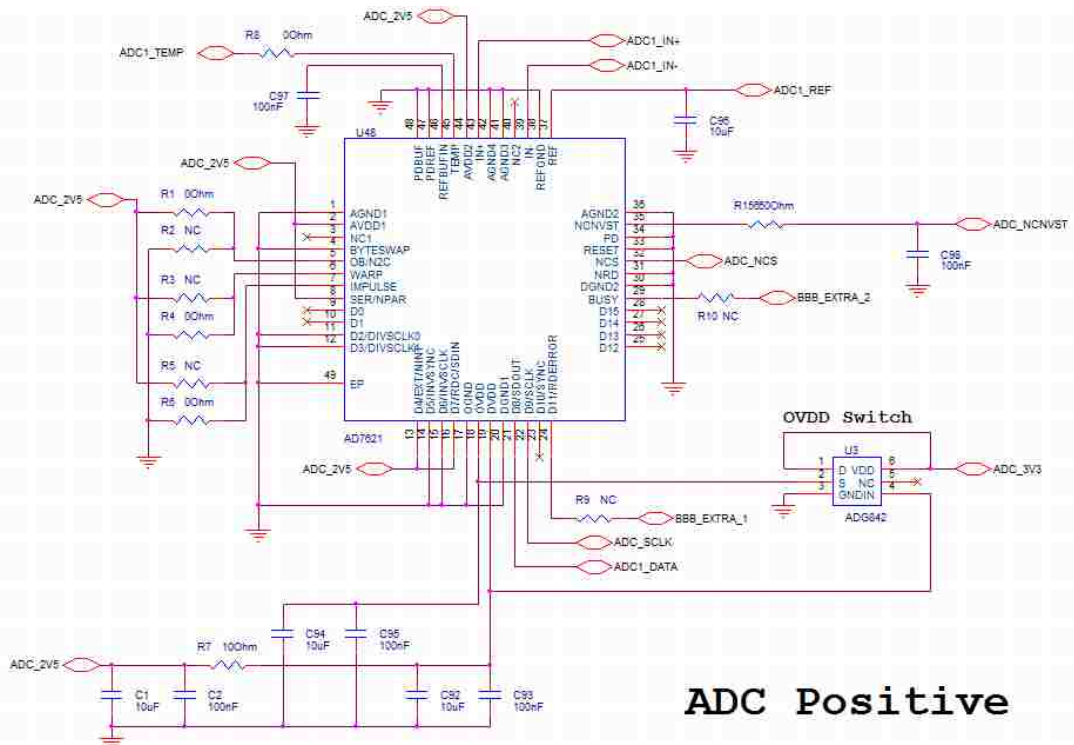 ADC_2V5
R8 0Ohm
ADC1_TEMP
ADC1_IN+
ADC1_IN-
C97
100nF
ADC1_REF
C96
10uF
U48
48 47 46 45 44 43 42 41 40 39 38 37
PDBUF
PDREF
REFBUFIN
TEMP
AVDD2
IN+
AGND4
AGND3
NC2
IN-
REFGND
REF
ADC_2V5
ADC_2V5
R1 0Ohm
R2 NC
R3 NC
R4 0Ohm
R5 NC
R6 0Ohm
1 AGND1
2 AVDD1
3 NC1
4 BYTESWAP
5 OB/N2C
6 WARP
7 IMPULSE
8 SER/NPAR
9 D0
10 D1
11 D2/DIVSCLK0
12 D3/DIVSCLK1
49 EP
AGND2 36
NCNVST 35
PD 34
RESET 33
NCS 32
NRD 31
DGND2 30
BUSY 29
D15 28
D14 27
D13 26
D12 25
R15650Ohm
ADC_NCNVST
C98
100nF
ADC_NCS
BBB_EXTRA_2
R10 NC
D4/EXT/NINT
D5/INVSYNC
D6/INVSCLK
D7/RDC/SDIN
OGND
OVDD
DVDD
DGND1
D8/SDOUT
D9/SCLK
D10/SYNC
D11/RDERROR
AD7621
13 14 15 16 17 18 19 20 21 22 23 24
ADC_2V5
OVDD Switch
U3
1 D VDD 6
2 S NC 5
3 GNDIN 4
ADG842
ADC_3V3
R9 NC
BBB_EXTRA_1
ADC_SCLK
ADC1_DATA
C94
10uF
C95
100nF
R7 10Ohm
ADC_2V5
C1
10uF
C2
100nF
C92
10uF
C93
100nF
ADC Positive